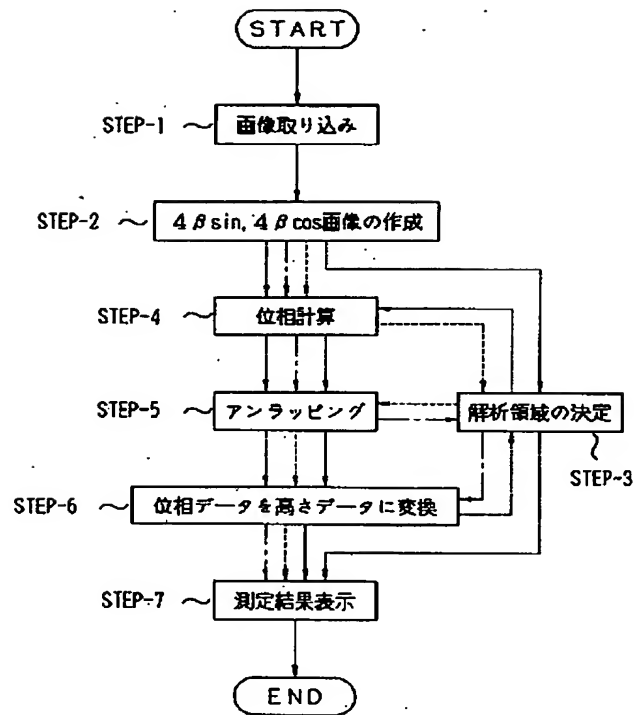 START
STEP-1 画像取り込み
STEP-2 4βsin, 4βcos画像の作成
STEP-4 位相計算
STEP-5 アンラッピング
解析領域の決定
STEP-3
STEP-6 位相データを高さデータに変換
STEP-7 測定結果表示
END